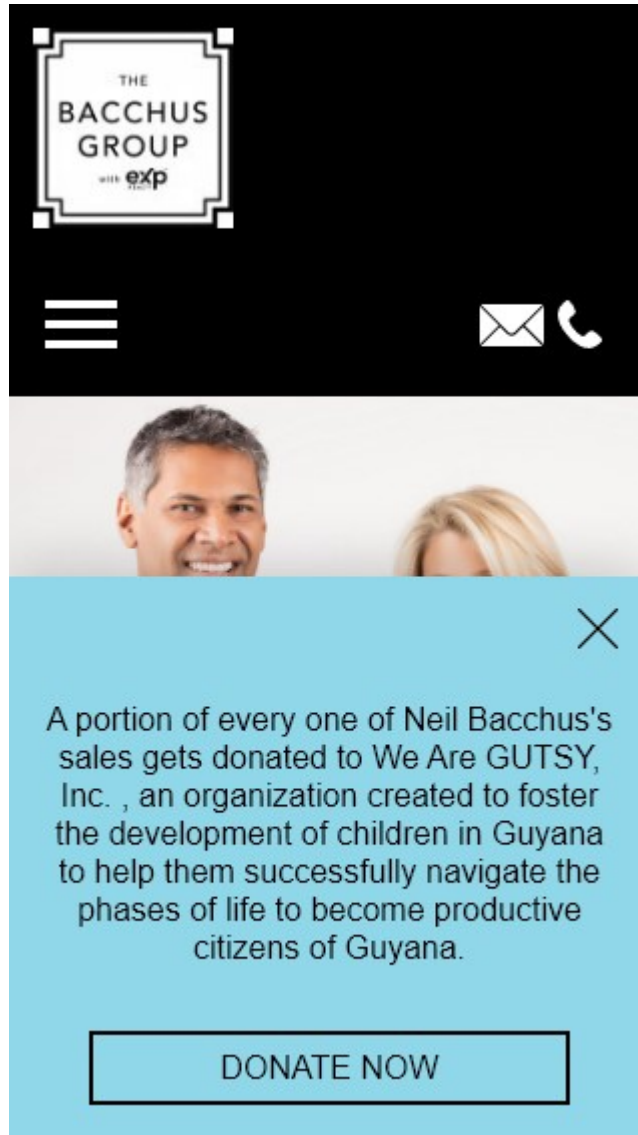 THE
BACCHUS
GROUP
with exp
REALTY
A portion of every one of Neil Bacchus's
sales gets donated to We Are GUTSY,
Inc. , an organization created to foster
the development of children in Guyana
to help them successfully navigate the
phases of life to become productive
citizens of Guyana.
DONATE NOW